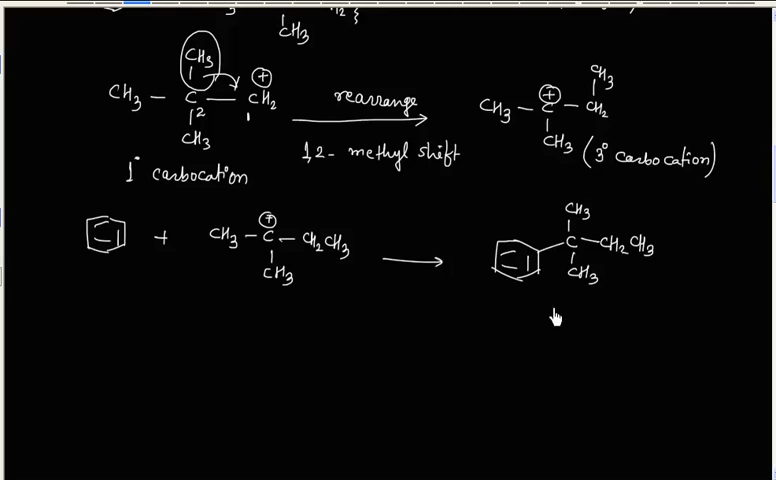 CH3
CH3 CH3
CH3 — C — CH2 + rearrange CH3 — C + — CH2
2 1
CH3 1,2- methyl shift CH3 (3° carbocation)
1° carbocation
+ CH3 — C + — CH2CH3 CH3
CH3 C — CH2CH3
CH3